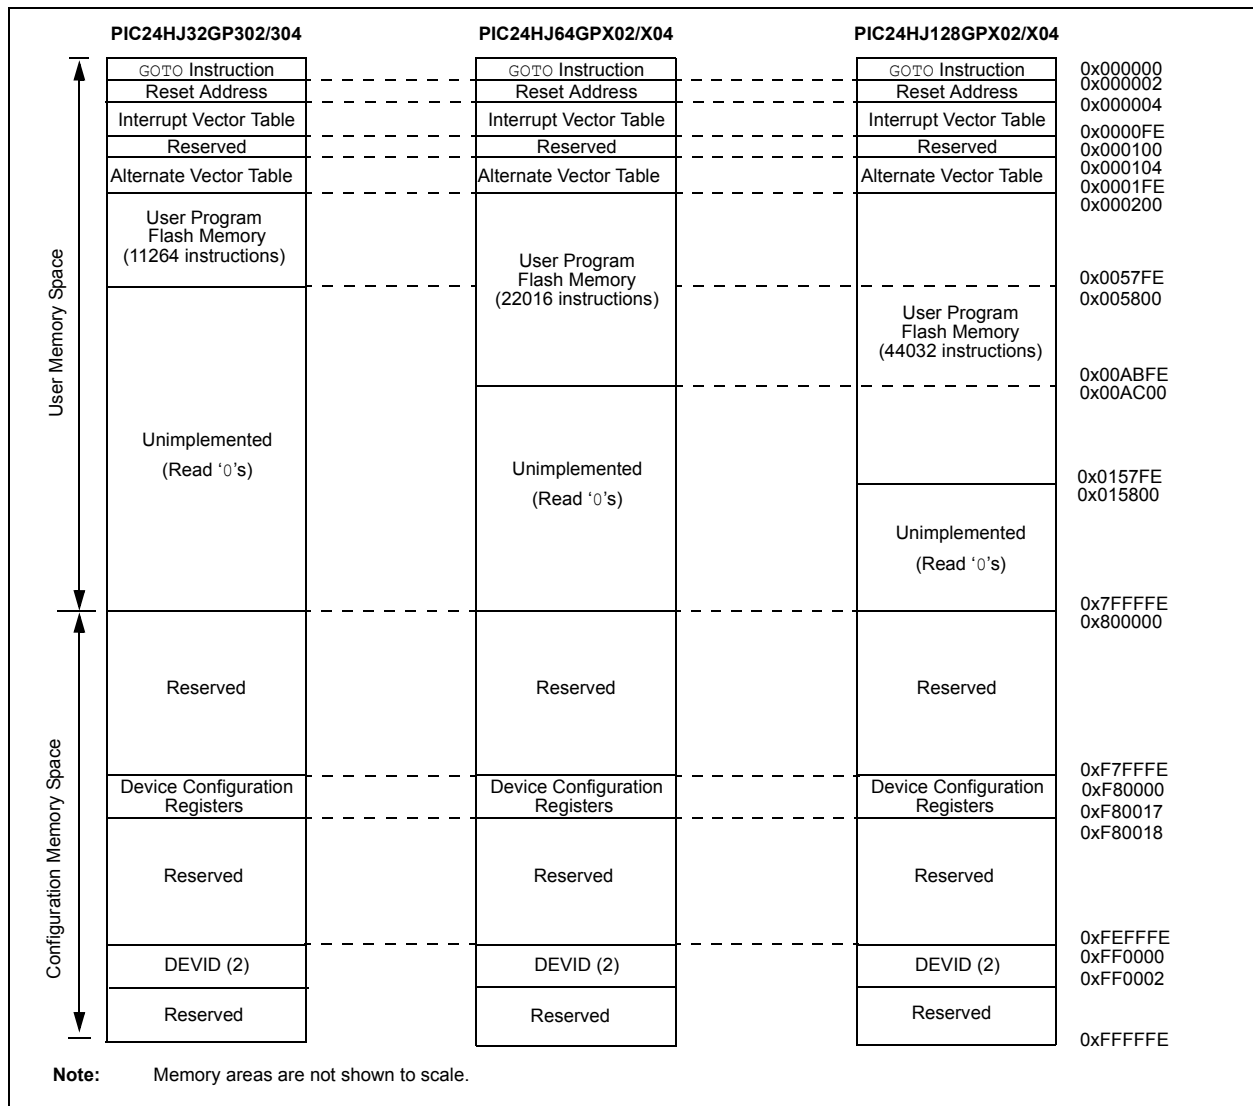 PIC24HJ32GP302/304
PIC24HJ64GPX02/X04
PIC24HJ128GPX02/X04
User Memory Space
Configuration Memory Space
GOTO Instruction
Reset Address
Interrupt Vector Table
Reserved
Alternate Vector Table
User Program
Flash Memory
(11264 instructions)
Unimplemented
(Read ‘0’s)
Reserved
Device Configuration
Registers
Reserved
DEVID (2)
Reserved
GOTO Instruction
Reset Address
Interrupt Vector Table
Reserved
Alternate Vector Table
User Program
Flash Memory
(22016 instructions)
Unimplemented
(Read ‘0’s)
Reserved
Device Configuration
Registers
Reserved
DEVID (2)
Reserved
GOTO Instruction
Reset Address
Interrupt Vector Table
Reserved
Alternate Vector Table
User Program
Flash Memory
(44032 instructions)
Unimplemented
(Read ‘0’s)
Reserved
Device Configuration
Registers
Reserved
DEVID (2)
Reserved
0x000000
0x000002
0x000004
0x0000FE
0x000100
0x000104
0x0001FE
0x000200
0x0057FE
0x005800
0x00ABFE
0x00AC00
0x0157FE
0x015800
0x7FFFFE
0x800000
0xF7FFFE
0xF80000
0xF80017
0xF80018
0xFEFFFE
0xFF0000
0xFF0002
0xFFFFFE
Note: Memory areas are not shown to scale.